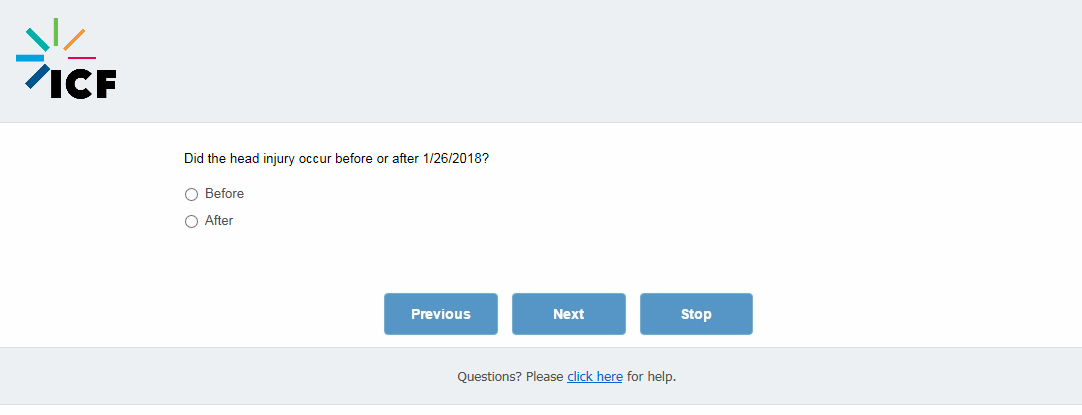 ICF
Did the head injury occur before or after 1/26/2018?
Before
After
Previous Next Stop
Questions? Please click here for help.